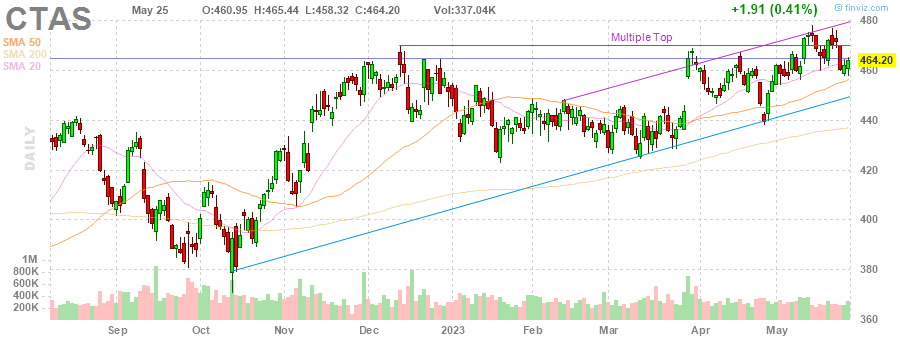 CTAS May 25 O:460.95 H:465.44 L:458.32 C:464.20 Vol:337.04K +1.91 (0.41%) finviz.com
SMA 50
SMA 200
SMA 20
Multiple Top
DAILY
480
464.20
460
440
420
400
380
360
1M
800K
600K
400K
200K
Sep Oct Nov Dec 2023 Feb Mar Apr May